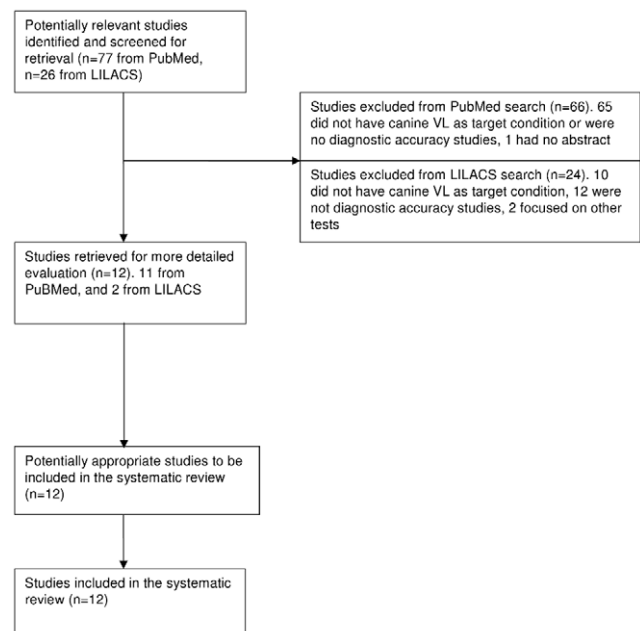 Potentially relevant studies
identified and screened for
retrieval (n=77 from PubMed,
n=26 from LILACS)
Studies excluded from PubMed search (n=66). 65
did not have canine VL as target condition or were
no diagnostic accuracy studies, 1 had no abstract
Studies excluded from LILACS search (n=24). 10
did not have canine VL as target condition, 12 were
not diagnostic accuracy studies, 2 focused on other
tests
Studies retrieved for more detailed
evaluation (n=12). 11 from
PuBMed, and 2 from LILACS
Potentially appropriate studies to be
included in the systematic review
(n=12)
Studies included in the systematic
review (n=12)